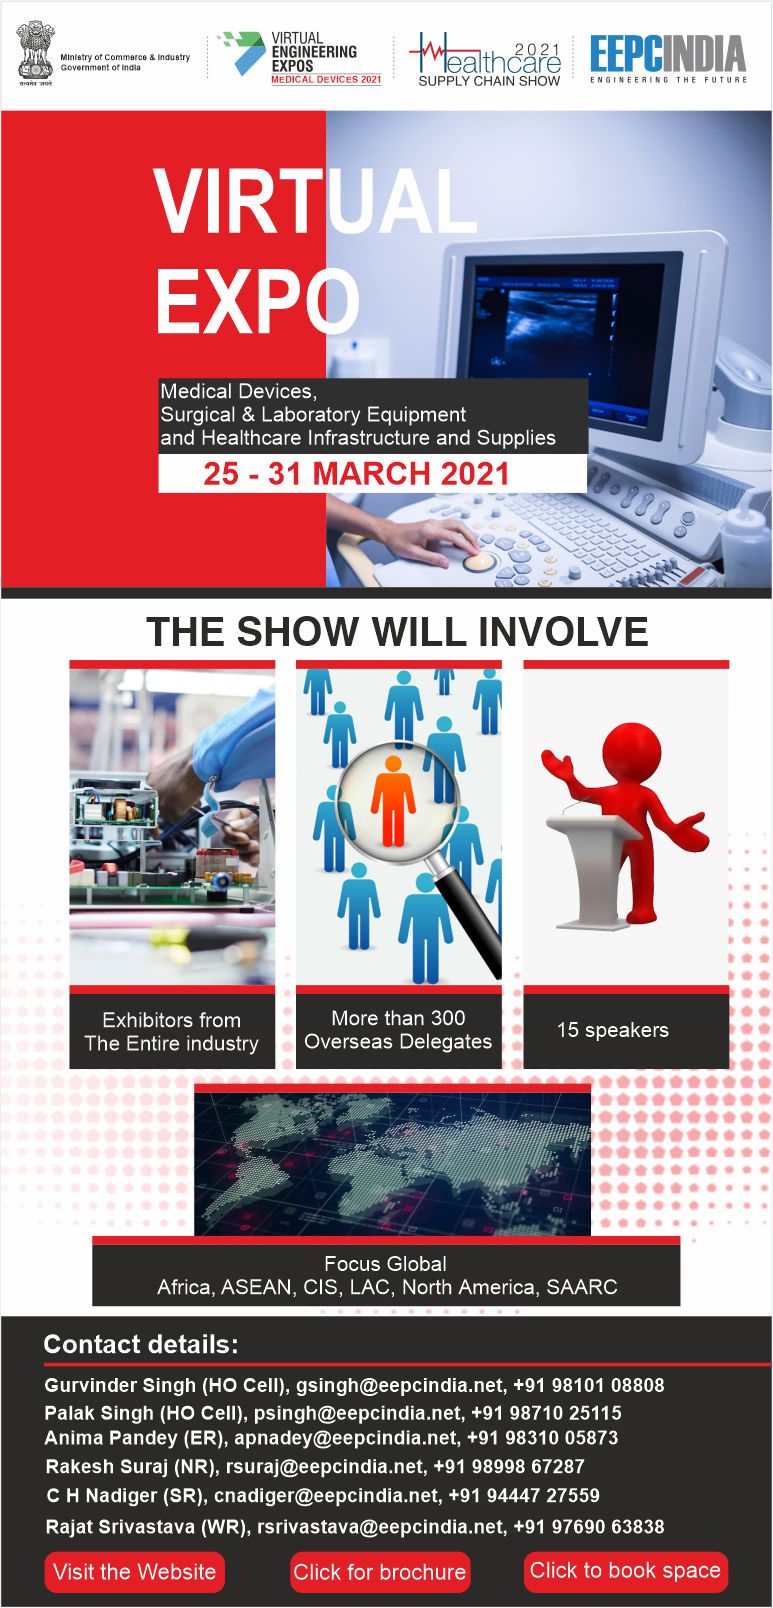 Ministry of Commerce & Industry
Government of India
सत्यमेव जयते
VIRTUAL
ENGINEERING
EXPOS
MEDICAL DEVICES 2021
2021
Healthcare
SUPPLY CHAIN SHOW
EEPCINDIA
ENGINEERING THE FUTURE
VIRTUAL
EXPO
Medical Devices,
Surgical & Laboratory Equipment
and Healthcare Infrastructure and Supplies
25 - 31 MARCH 2021
THE SHOW WILL INVOLVE
Exhibitors from
The Entire industry
More than 300
Overseas Delegates
15 speakers
Focus Global
Africa, ASEAN, CIS, LAC, North America, SAARC
Contact details:
Gurvinder Singh (HO Cell), gsingh@eepcindia.net, +91 98101 08808
Palak Singh (HO Cell), psingh@eepcindia.net, +91 98710 25115
Anima Pandey (ER), apnadey@eepcindia.net, +91 98310 05873
Rakesh Suraj (NR), rsuraj@eepcindia.net, +91 98998 67287
C H Nadiger (SR), cnadiger@eepcindia.net, +91 94447 27559
Rajat Srivastava (WR), rsrivastava@eepcindia.net, +91 97690 63838
Visit the Website
Click for brochure
Click to book space